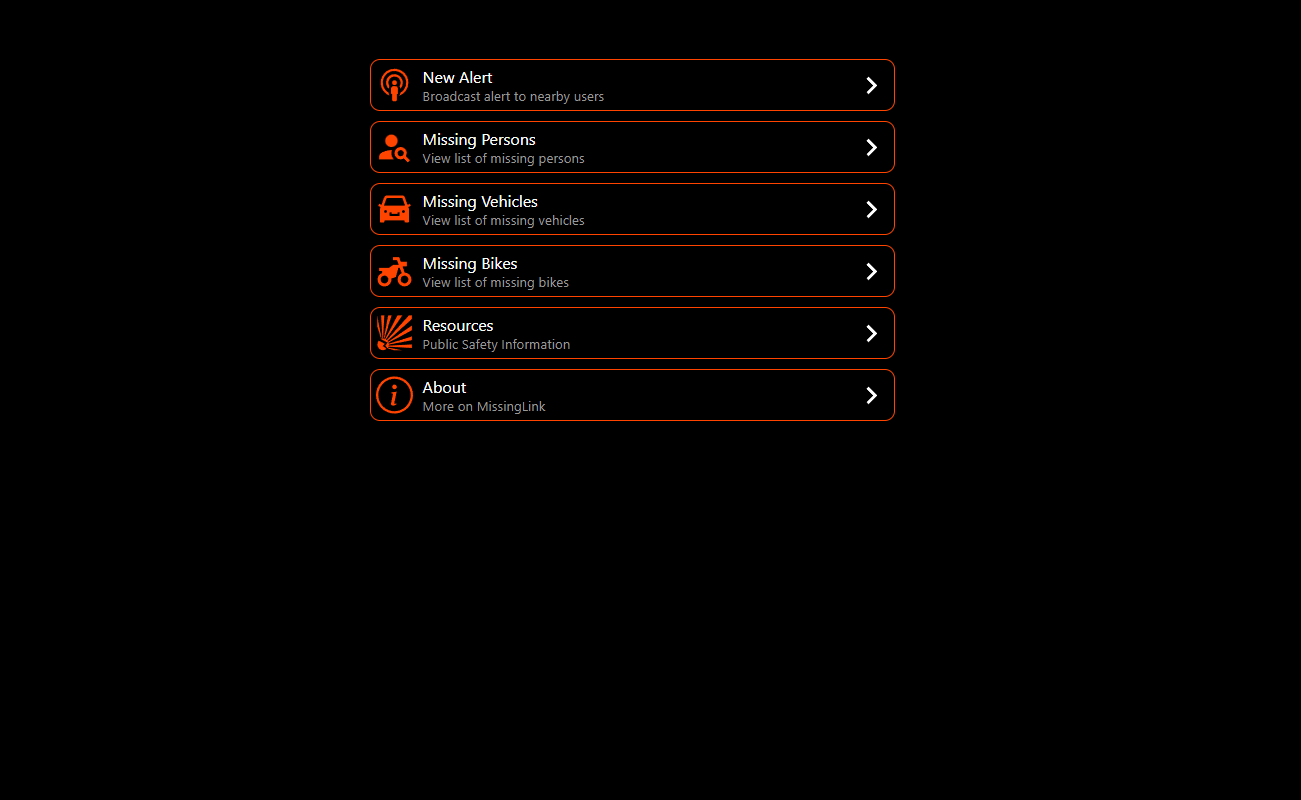 New Alert
Broadcast alert to nearby users
Missing Persons
View list of missing persons
Missing Vehicles
View list of missing vehicles
Missing Bikes
View list of missing bikes
Resources
Public Safety Information
About
More on MissingLink